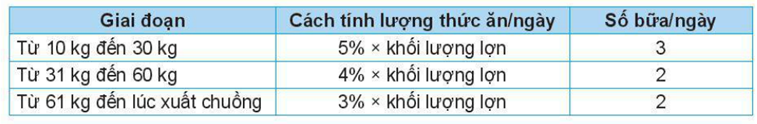 Giai đoạn Cách tính lượng thức ăn/ngày Số bữa/ngày
Từ 10 kg đến 30 kg 5% × khối lượng lợn 3
Từ 31 kg đến 60 kg 4% × khối lượng lợn 2
Từ 61 kg đến lúc xuất chuồng 3% × khối lượng lợn 2